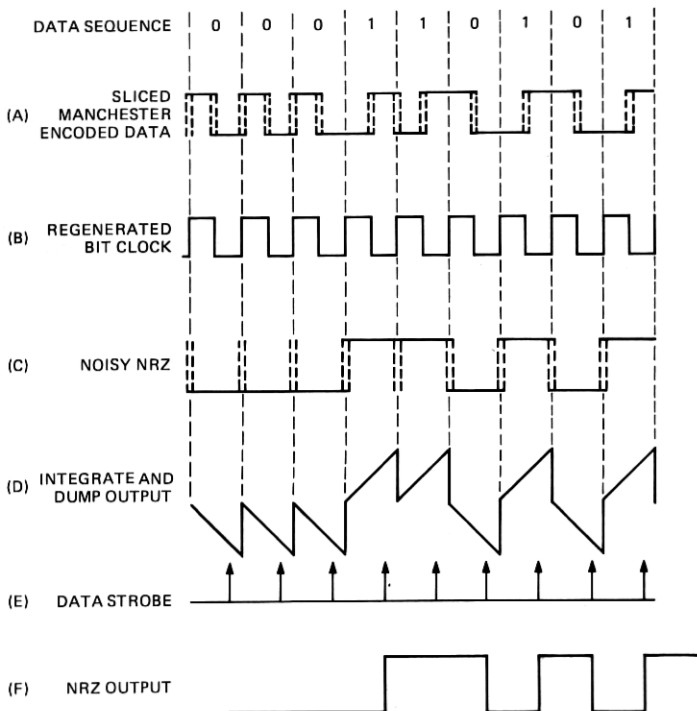 DATA SEQUENCE 0 0 0 1 1 0 1 0 1
(A) SLICED
MANCHESTER
ENCODED DATA
(B) REGENERATED
BIT CLOCK
(C) NOISY NRZ
(D) INTEGRATE AND
DUMP OUTPUT
(E) DATA STROBE
(F) NRZ OUTPUT